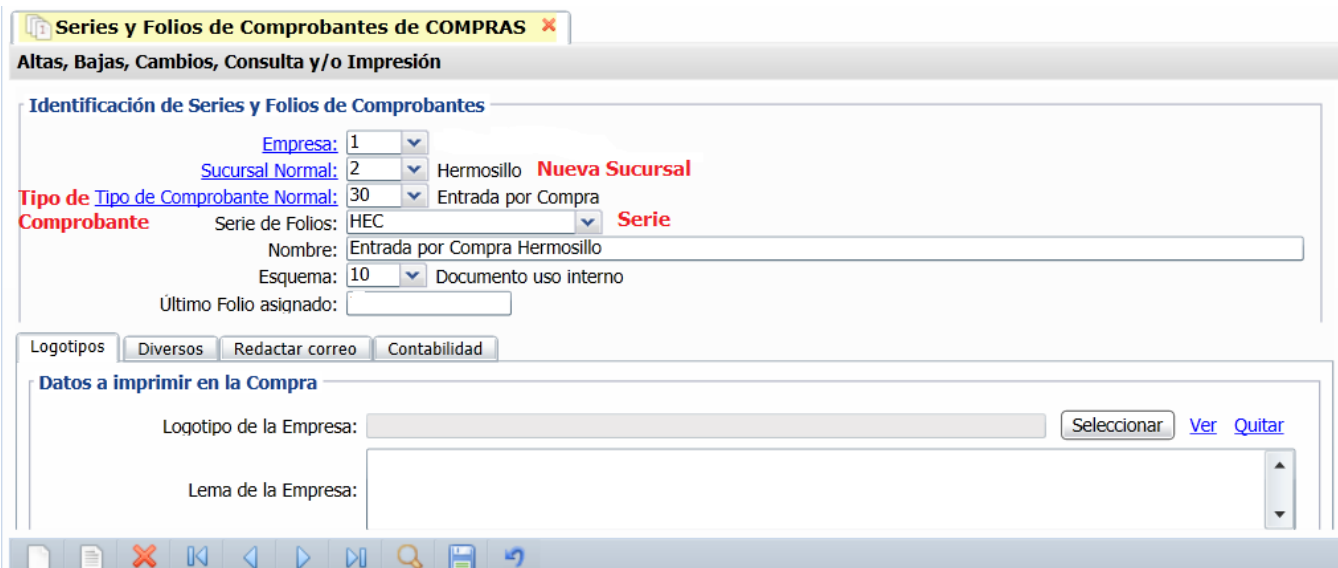 Series y Folios de Comprobantes de COMPRAS
Altas, Bajas, Cambios, Consulta y/o Impresión
Identificación de Series y Folios de Comprobantes
Empresa: 1
Sucursal Normal: 2 Hermosillo Nueva Sucursal
Tipo de Tipo de Comprobante Normal: 30 Entrada por Compra
Comprobante Serie de Folios: HEC Serie
Nombre: Entrada por Compra Hermosillo
Esquema: 10 Documento uso interno
Último Folio asignado:
Logotipos Diversos Redactar correo Contabilidad
Datos a imprimir en la Compra
Logotipo de la Empresa: Seleccionar Ver Quitar
Lema de la Empresa: